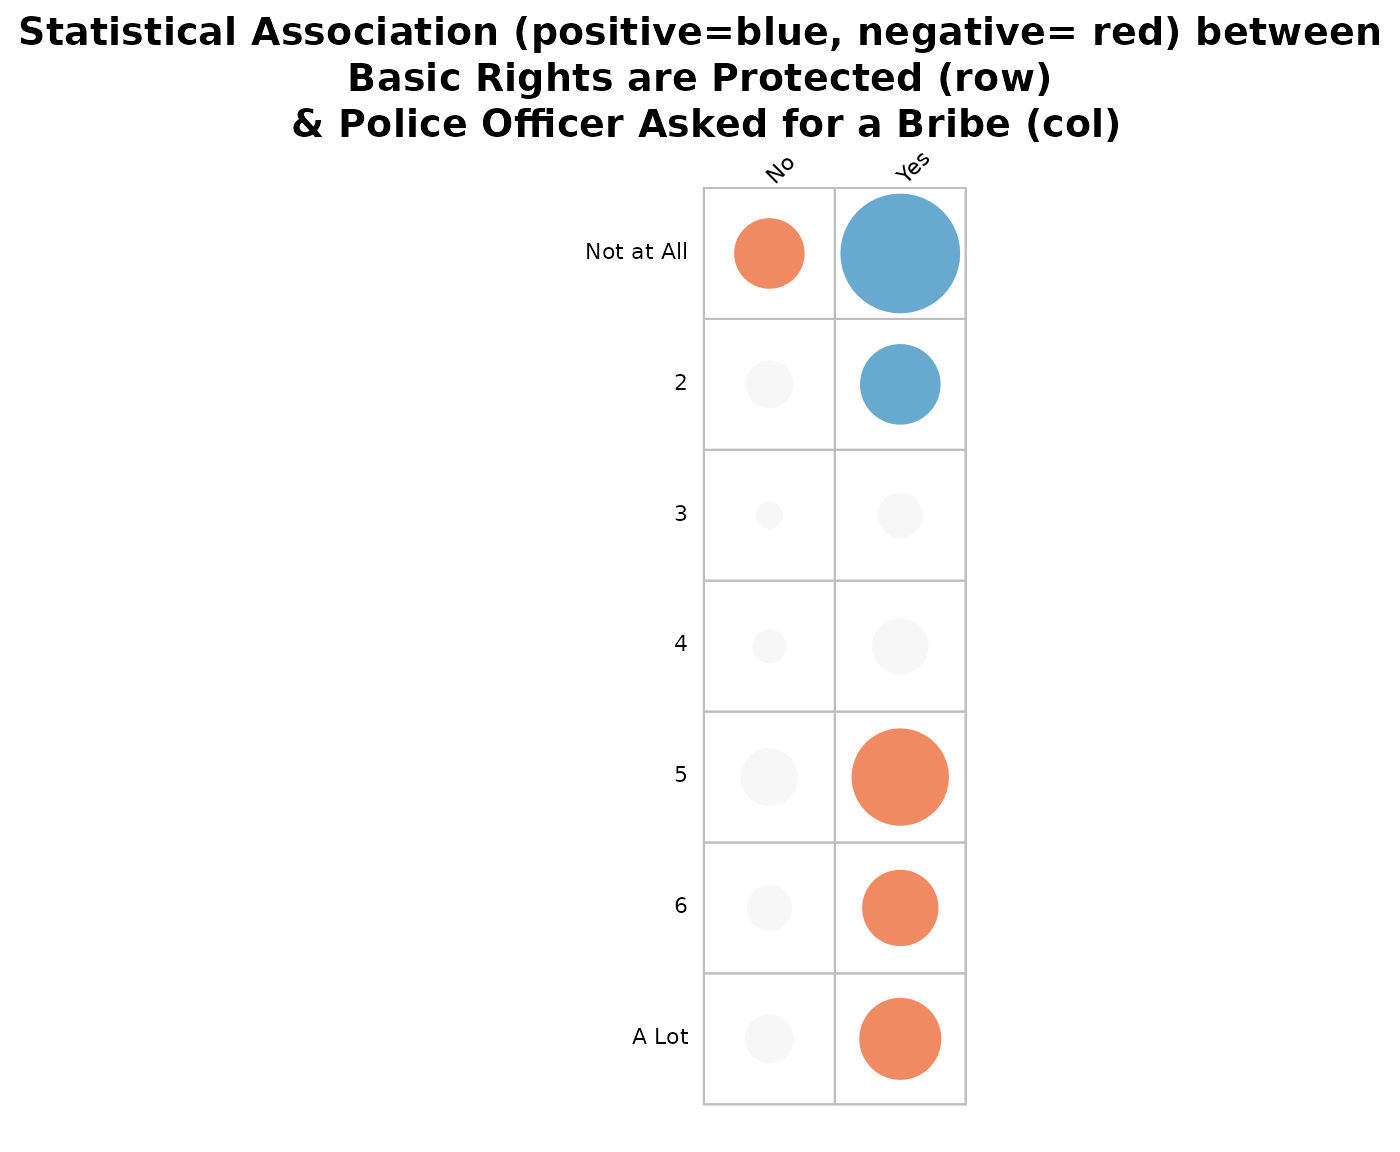 Statistical Association (positive=blue, negative= red) between
Basic Rights are Protected (row)
& Police Officer Asked for a Bribe (col)
No
Yes
Not at All
2
3
4
5
6
A Lot